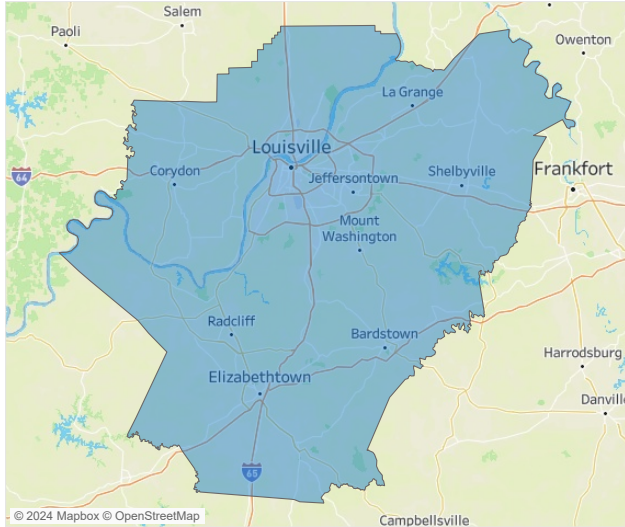 Salem
Paoli
Owenton
La Grange
Louisville
Corydon
Jeffersontown
Shelbyville
Frankfort
64
Mount
Washington
Radcliff
Bardstown
Harrodsburg
Elizabethtown
Danvill
65
© 2024 Mapbox © OpenStreetMap
Campbellsville